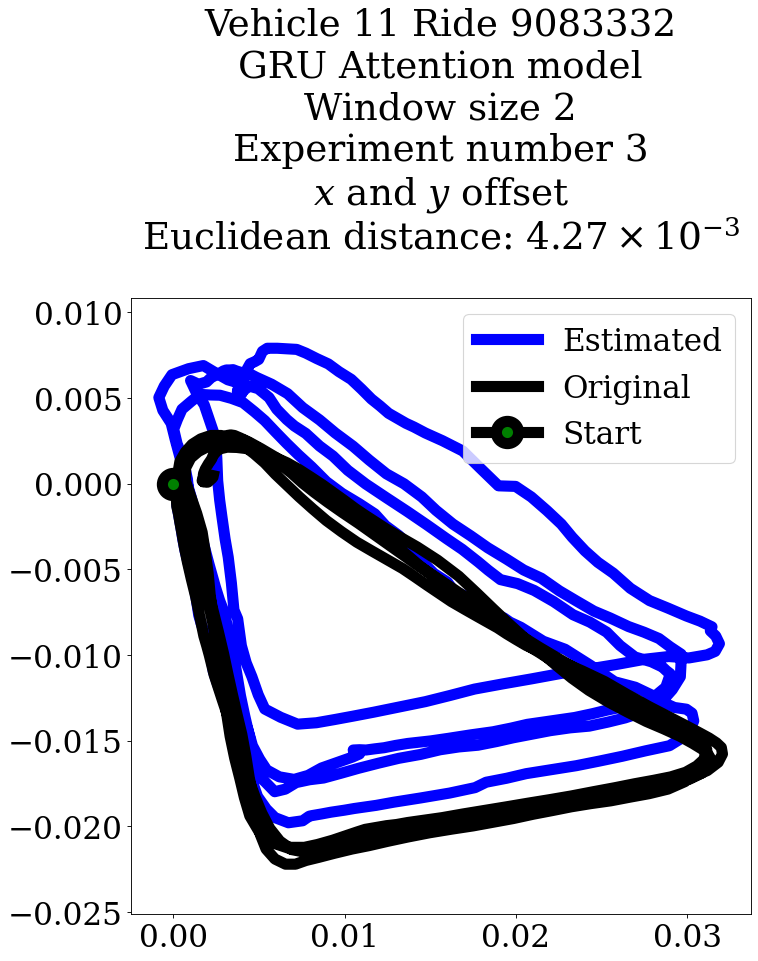 Vehicle 11 Ride 9083332
GRU Attention model
Window size 2
Experiment number 3
x and y offset
Euclidean distance: 4.27 × 10⁻³
Estimated
Original
Start
0.010
0.005
0.000
−0.005
−0.010
−0.015
−0.020
−0.025
0.00
0.01
0.02
0.03